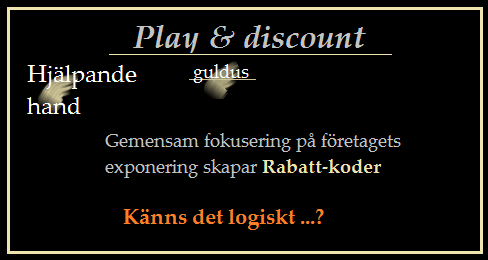 Play & discount
Hjälpande
hand
guldus
Gemensam fokusering på företagets
exponering skapar Rabatt-koder
Känns det logiskt ...?